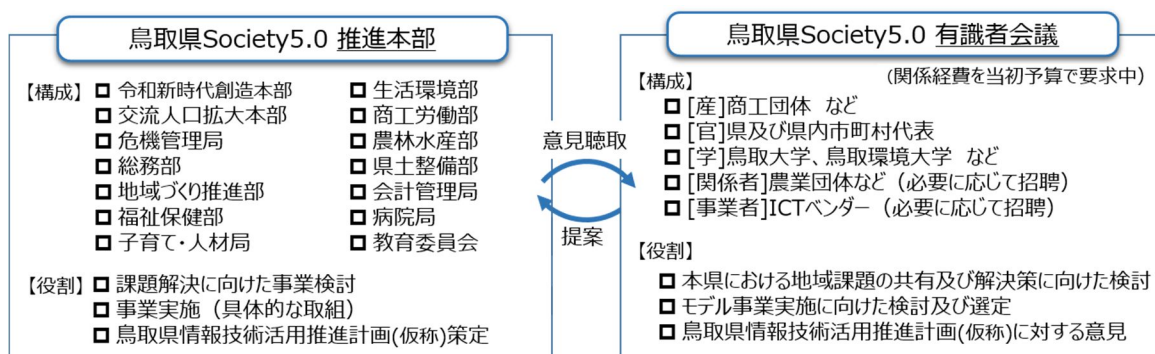 鳥取県Society5.0 推進本部
【構成】
令和新時代創造本部
交流人口拡大本部
危機管理局
総務部
地域づくり推進部
福祉保健部
子育て・人材局
生活環境部
商工労働部
農林水産部
県土整備部
会計管理局
病院局
教育委員会
【役割】
課題解決に向けた事業検討
事業実施（具体的な取組）
鳥取県情報技術活用推進計画(仮称)策定
意見聴取
提案
鳥取県Society5.0 有識者会議
（関係経費を当初予算で要求中）
【構成】
[産]商工団体 など
[官]県及び県内市町村代表
[学]鳥取大学、鳥取環境大学 など
[関係者]農業団体など（必要に応じて招聘）
[事業者]ICTベンダー（必要に応じて招聘）
【役割】
本県における地域課題の共有及び解決策に向けた検討
モデル事業実施に向けた検討及び選定
鳥取県情報技術活用推進計画(仮称)に対する意見